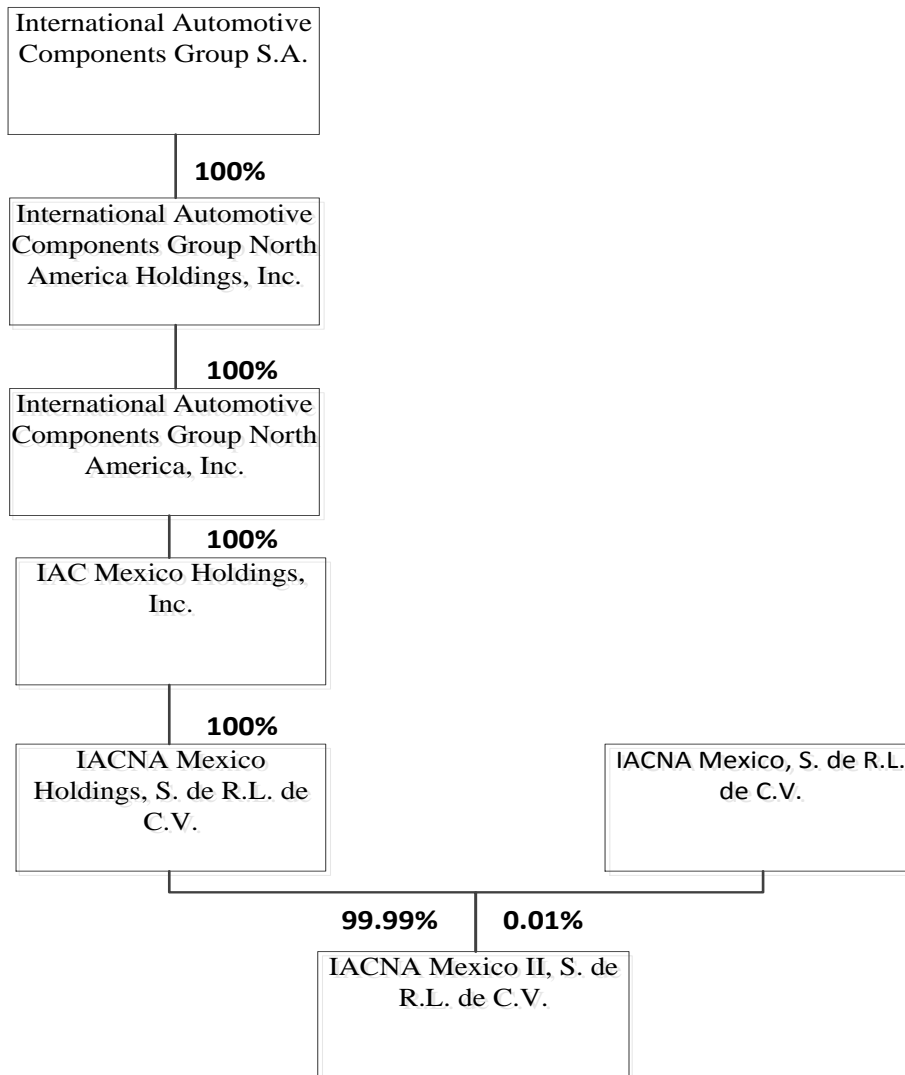 International Automotive
Components Group S.A.
100%
International Automotive
Components Group North
America Holdings, Inc.
100%
International Automotive
Components Group North
America, Inc.
100%
IAC Mexico Holdings,
Inc.
100%
IACNA Mexico
Holdings, S. de R.L. de
C.V.
IACNA Mexico, S. de R.L.
de C.V.
99.99%
0.01%
IACNA Mexico II, S. de
R.L. de C.V.